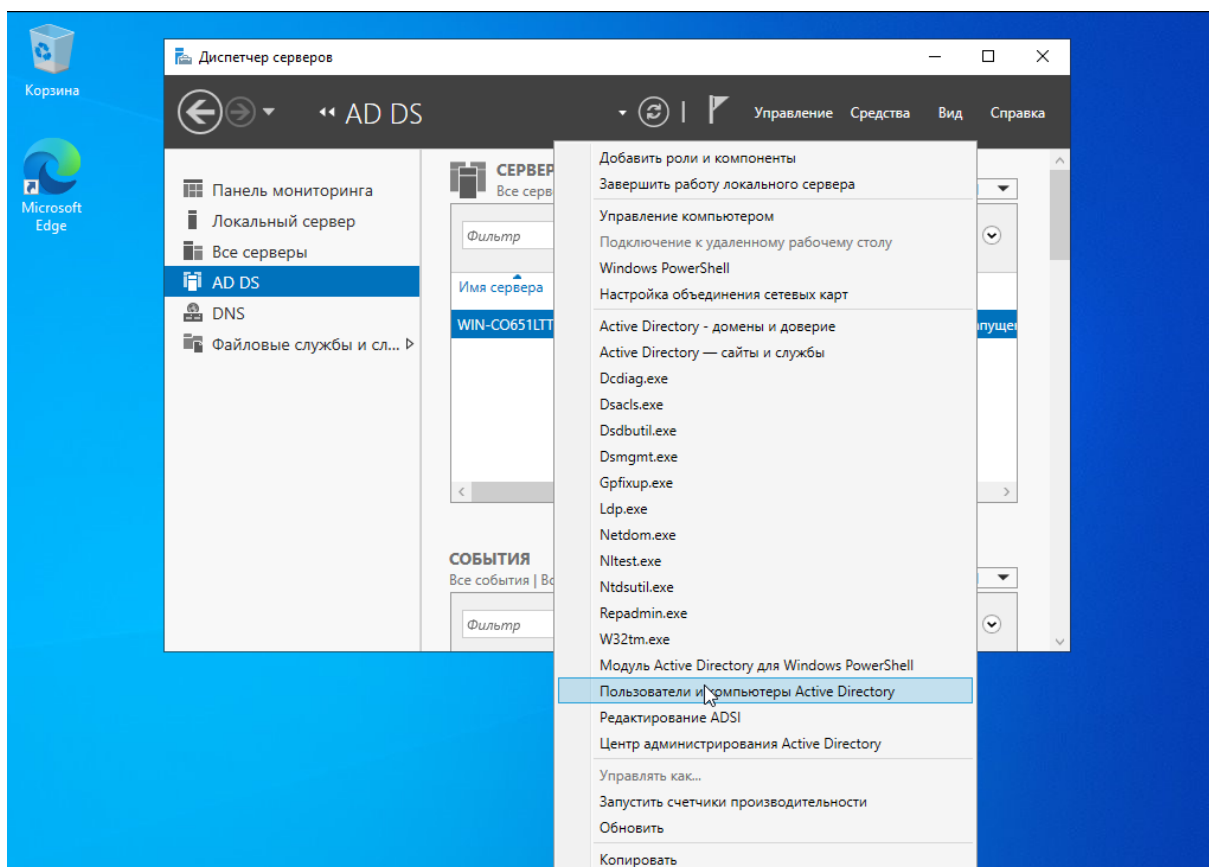 Корзина
Microsoft
Edge
Диспетчер серверов
AD DS
Управление Средства Вид Справка
Панель мониторинга
Локальный сервер
Все серверы
AD DS
DNS
Файловые службы и сл...
СЕРВЕР
Все серв
Фильтр
Имя сервера
WIN-CO651LTT
СОБЫТИЯ
Все события | Вс
Фильтр
Добавить роли и компоненты
Завершить работу локального сервера
Управление компьютером
Подключение к удаленному рабочему столу
Windows PowerShell
Настройка объединения сетевых карт
Active Directory - домены и доверие
Active Directory — сайты и службы
Dcdiag.exe
Dsacls.exe
Dsdbutil.exe
Dsmgmt.exe
Gpfixup.exe
Ldp.exe
Netdom.exe
Nltest.exe
Ntdsutil.exe
Repadmin.exe
W32tm.exe
Модуль Active Directory для Windows PowerShell
Пользователи и компьютеры Active Directory
Редактирование ADSI
Центр администрирования Active Directory
Управлять как...
Запустить счетчики производительности
Обновить
Копировать